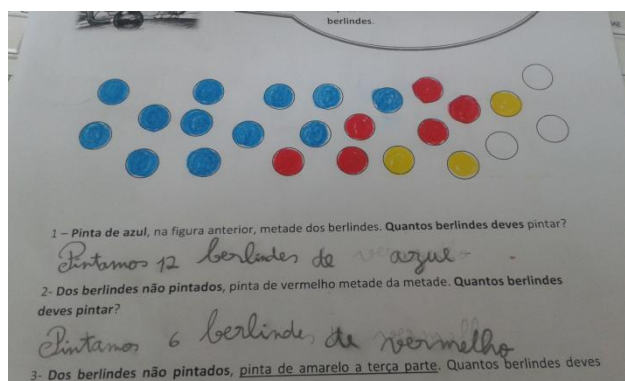 berlindes.
1 – Pinta de azul, na figura anterior, metade dos berlindes. Quantos berlindes deves pintar?
Pintamos 12 berlindes de azul
2- Dos berlindes não pintados, pinta de vermelho metade da metade. Quantos berlindes
deves pintar?
Pintamos 6 berlindes de vermelho
3- Dos berlindes não pintados, pinta de amarelo a terça parte. Quantos berlindes deves